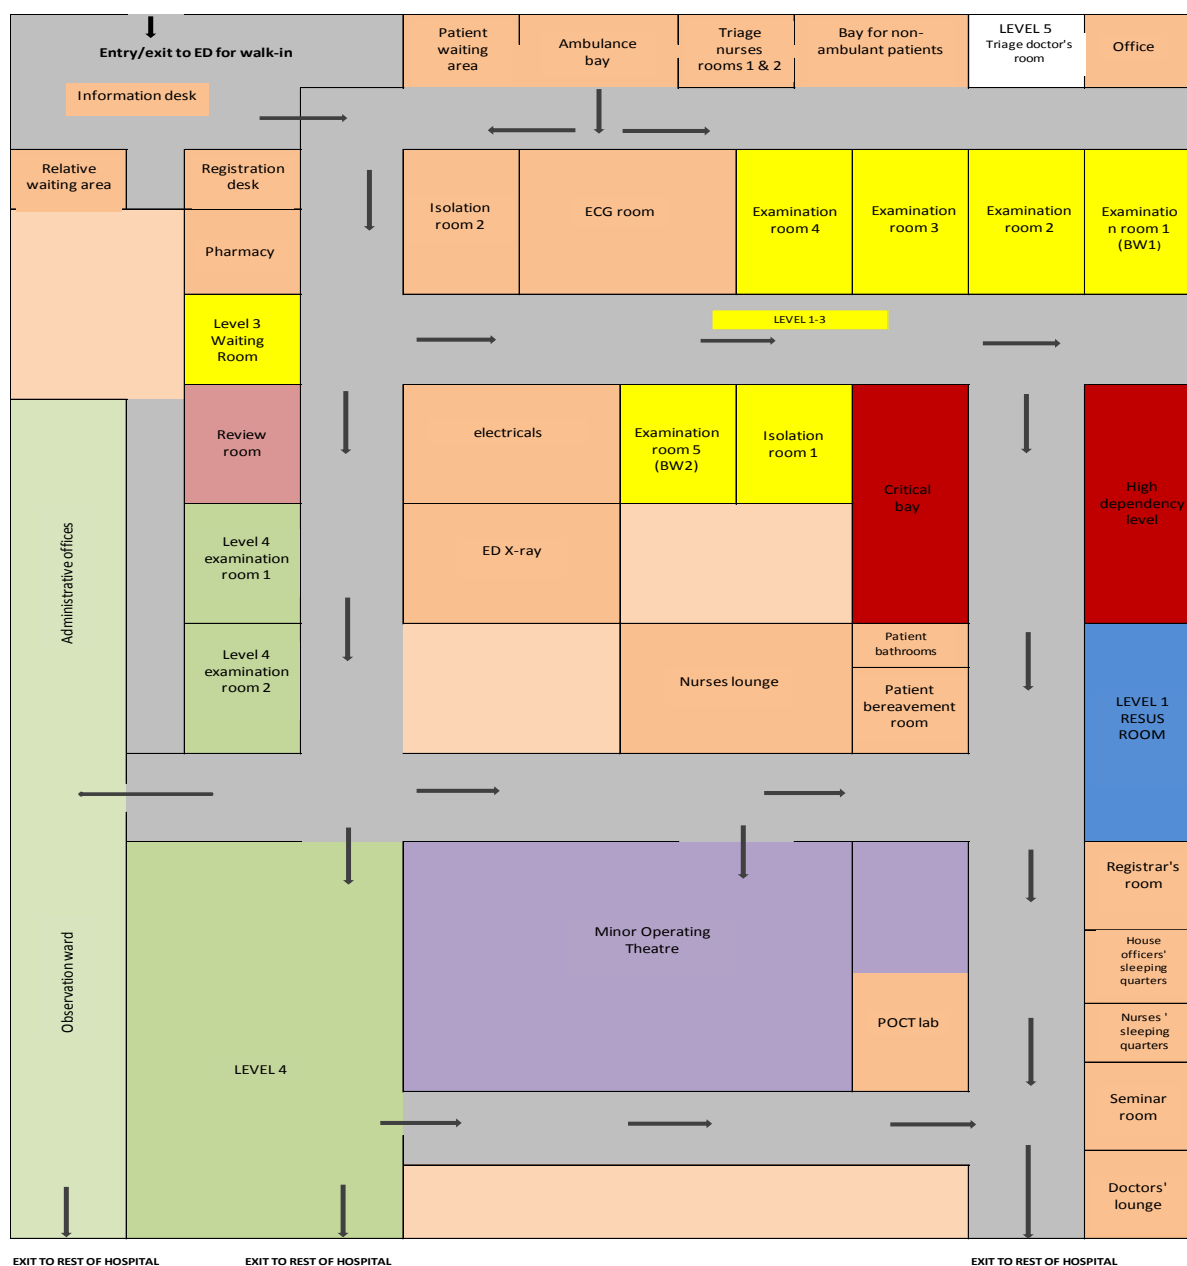 Entry/exit to ED for walk-in
Information desk
Patient
waiting
area
Ambulance
bay
Triage
nurses
rooms 1 & 2
Bay for non-
ambulant patients
LEVEL 5
Triage doctor's
room
Office
Relative
waiting area
Registration
desk
Pharmacy
Isolation
room 2
ECG room
Examination
room 4
Examination
room 3
Examination
room 2
Examinatio
n room 1
(BW1)
Level 3
Waiting
Room
LEVEL 1-3
Review
room
electricals
Examination
room 5
(BW2)
Isolation
room 1
Critical
bay
High
dependency
level
Level 4
examination
room 1
ED X-ray
Administrative offices
Level 4
examination
room 2
Nurses lounge
Patient
bathrooms
Patient
bereavement
room
LEVEL 1
RESUS
ROOM
Observation ward
LEVEL 4
Minor Operating
Theatre
POCT lab
Registrar's
room
House
officers'
sleeping
quarters
Nurses '
sleeping
quarters
Seminar
room
Doctors'
lounge
EXIT TO REST OF HOSPITAL
EXIT TO REST OF HOSPITAL
EXIT TO REST OF HOSPITAL